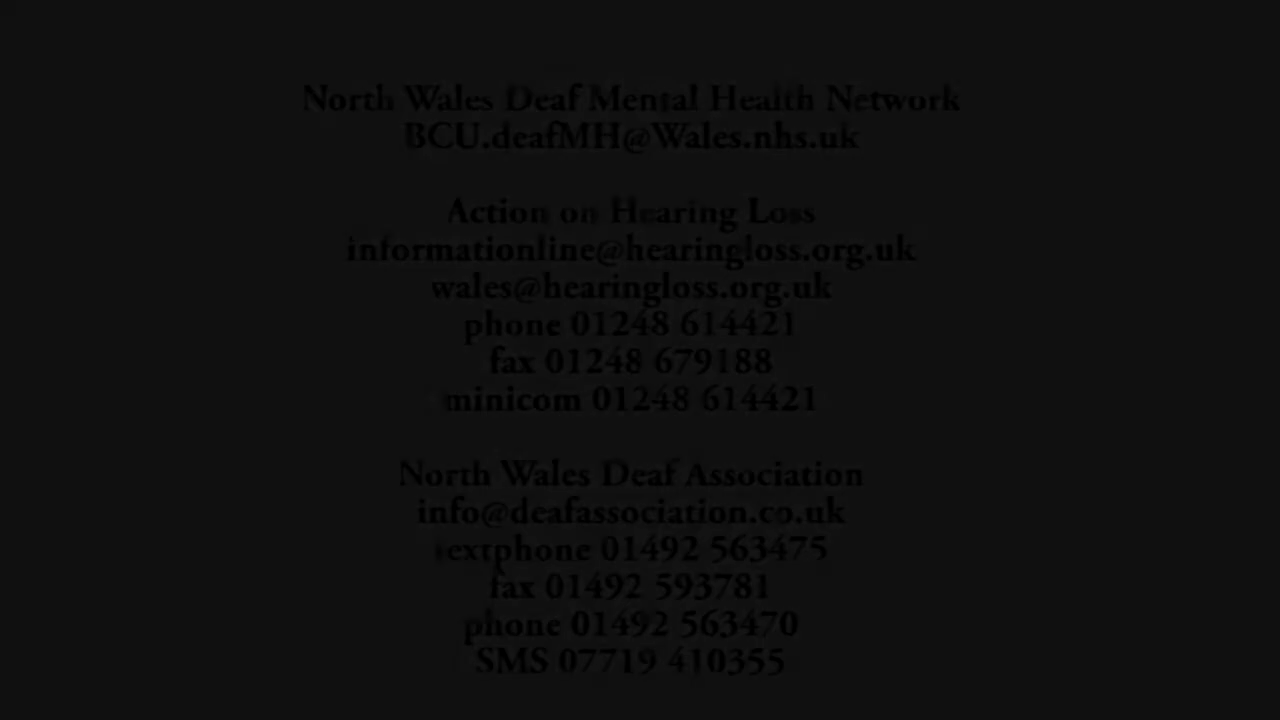 North Wales Deaf Mental Health Network
BCU.deafMH@Wales.nhs.uk
Action on Hearing Loss
informationline@hearingloss.org.uk
wales@hearingloss.org.uk
phone 01248 614421
fax 01248 679188
minicom 01248 614421
North Wales Deaf Association
info@deafassociation.co.uk
textphone 01492 563475
fax 01492 593781
phone 01492 563470
SMS 07719 410355